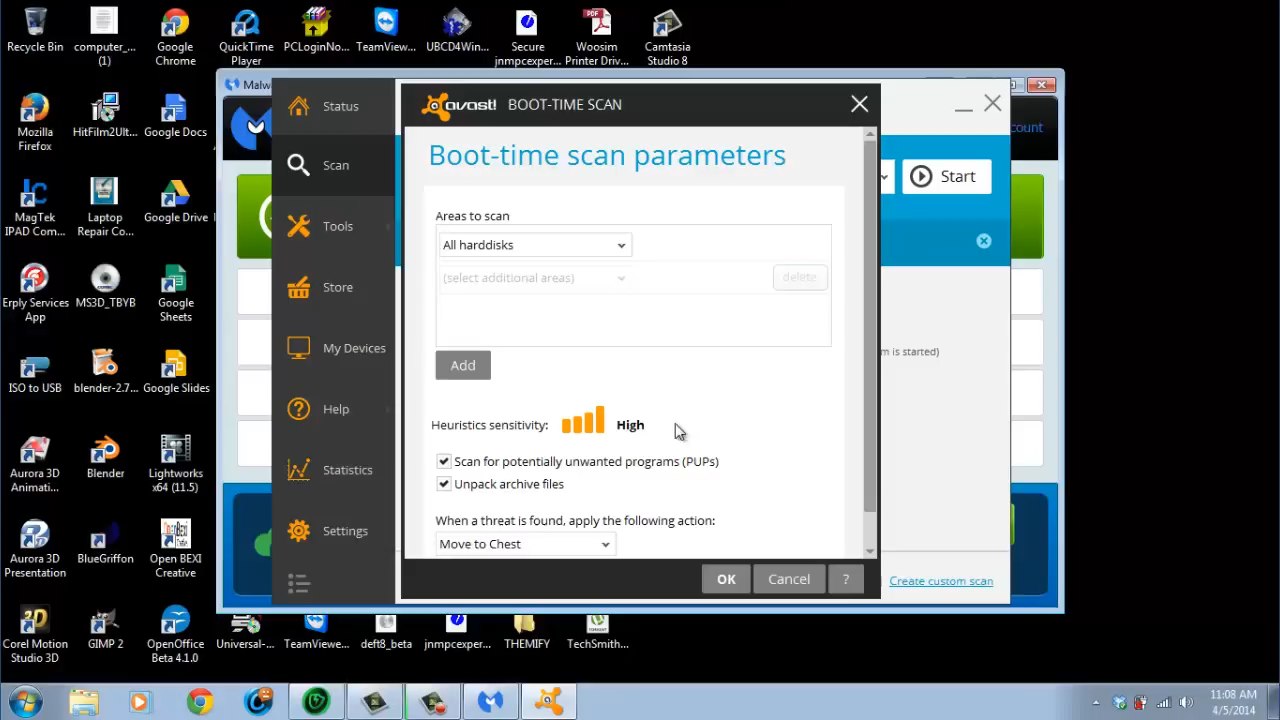 Recycle Bin
computer_...
(1)
Google
Chrome
QuickTime
Player
PCLoginNo...
TeamView...
UBCD4Win...
Secure
jnmpcexper...
Woosim
Printer Driv...
Camtasia
Studio 8
Mozilla
Firefox
HitFilm2Ult...
Google Docs
MagTek
IPAD Com...
Laptop
Repair Co...
Google Drive
Erply Services
App
MS3D_TBYB
Google
Sheets
ISO to USB
blender-2.7...
Google Slides
Aurora 3D
Animati...
Blender
Lightworks
x64 (11.5)
Aurora 3D
Presentation
BlueGriffon
Open BEXI
Creative
Corel Motion
Studio 3D
GIMP 2
OpenOffice
Beta 4.1.0
Universal-...
TeamViewe...
deft8_beta
jnmpcexper...
THEMIFY
TechSmith...
Malw
Status
Scan
Tools
Store
My Devices
Help
Statistics
Settings
avast! BOOT-TIME SCAN
Boot-time scan parameters
Areas to scan
All harddisks
(select additional areas)
delete
Add
Heuristics sensitivity: High
Scan for potentially unwanted programs (PUPs)
Unpack archive files
When a threat is found, apply the following action:
Move to Chest
OK
Cancel
?
count
Start
m is started)
Create custom scan
11:08 AM
4/5/2014